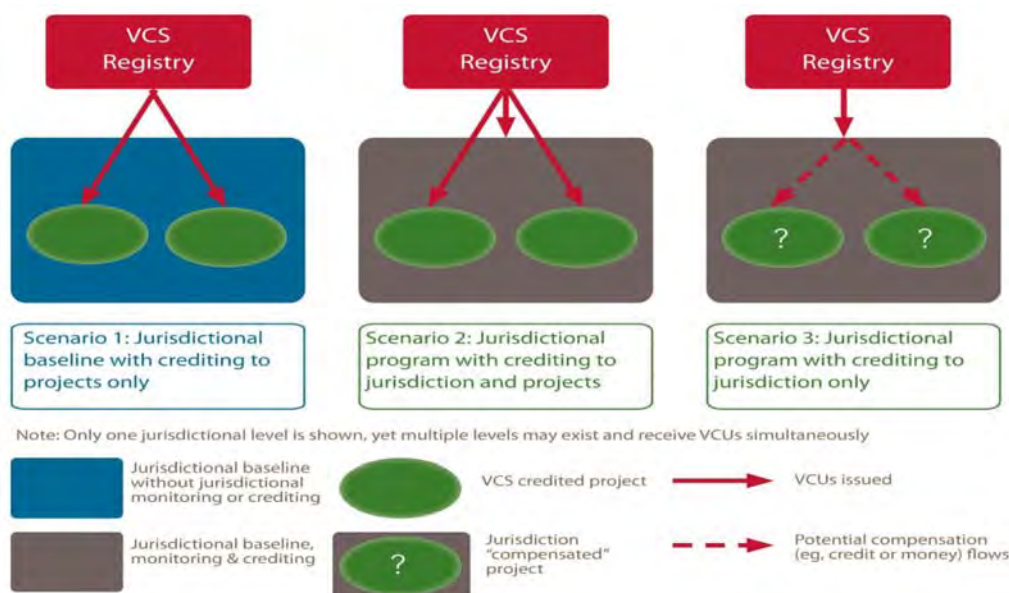 VCS
Registry
VCS
Registry
VCS
Registry
?
?
Scenario 1: Jurisdictional
baseline with crediting to
projects only
Scenario 2: Jurisdictional
program with crediting to
jurisdiction and projects
Scenario 3: Jurisdictional
program with crediting to
jurisdiction only
Note: Only one jurisdictional level is shown, yet multiple levels may exist and receive VCUs simultaneously
Jurisdictional baseline
without jurisdictional
monitoring or crediting
VCS credited project
VCUs issued
Jurisdictional baseline,
monitoring & crediting
?
Jurisdiction
"compensated"
project
Potential compensation
(eg, credit or money) flows